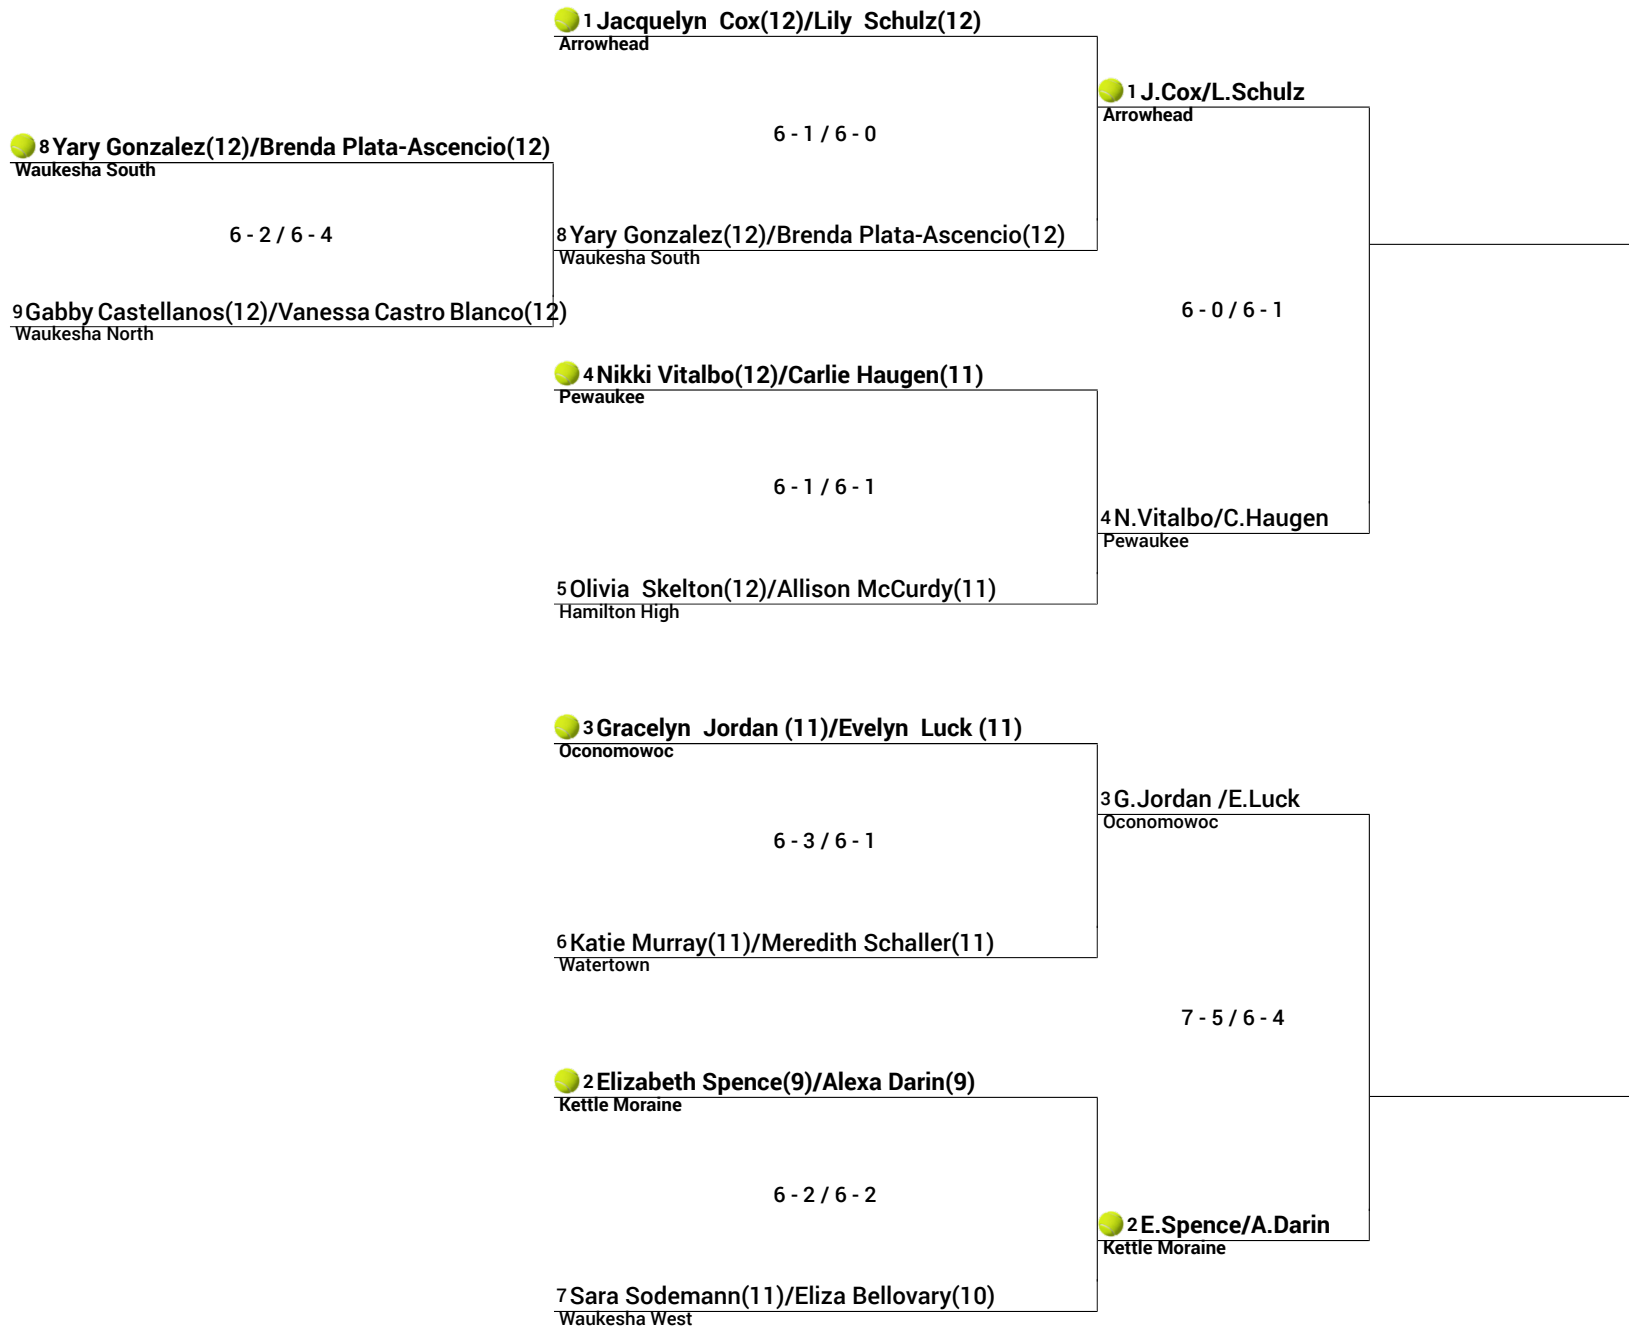 1 Jacquelyn  Cox(12)/Lily  Schulz(12)
Arrowhead
1 J.Cox/L.Schulz
Arrowhead
6 - 1 / 6 - 0
8 Yary Gonzalez(12)/Brenda Plata-Ascencio(12)
Waukesha South
6 - 2 / 6 - 4
8 Yary Gonzalez(12)/Brenda Plata-Ascencio(12)
Waukesha South
9 Gabby Castellanos(12)/Vanessa Castro Blanco(12)
Waukesha North
6 - 0 / 6 - 1
4 Nikki Vitalbo(12)/Carlie Haugen(11)
Pewaukee
6 - 1 / 6 - 1
4 N.Vitalbo/C.Haugen
Pewaukee
5 Olivia  Skelton(12)/Allison McCurdy(11)
Hamilton High
3 Gracelyn  Jordan (11)/Evelyn  Luck (11)
Oconomowoc
3 G.Jordan /E.Luck
Oconomowoc
6 - 3 / 6 - 1
6 Katie Murray(11)/Meredith Schaller(11)
Watertown
7 - 5 / 6 - 4
2 Elizabeth Spence(9)/Alexa Darin(9)
Kettle Moraine
6 - 2 / 6 - 2
2 E.Spence/A.Darin
Kettle Moraine
7 Sara Sodemann(11)/Eliza Bellovary(10)
Waukesha West